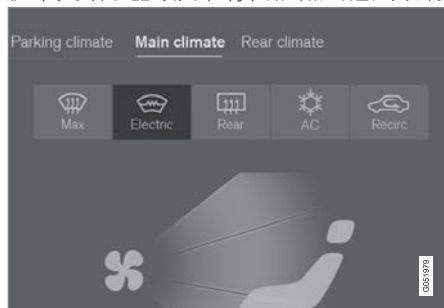 Parking climate Main climate Rear climate
Max Electric Rear AC Recirc
G051979